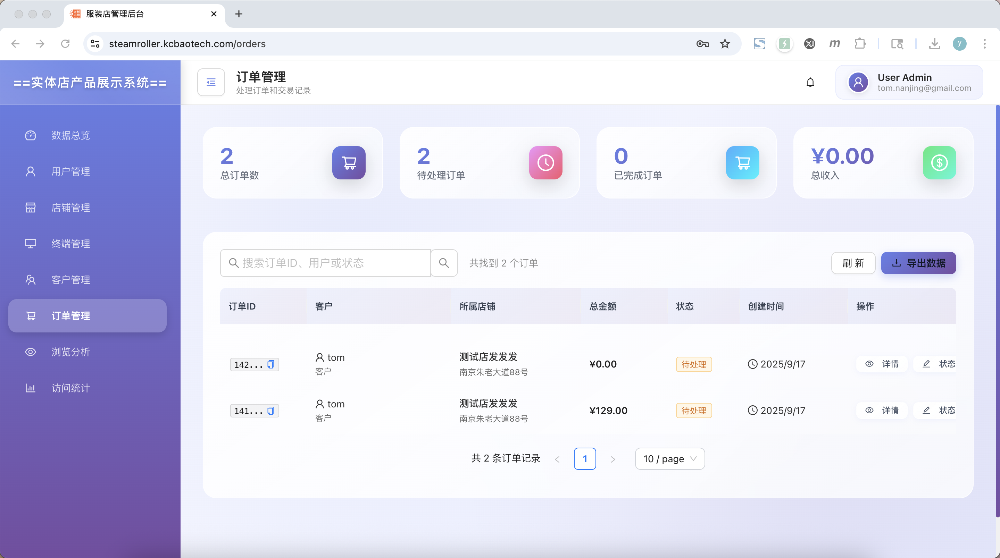 服装店管理后台
steamroller.kcbaotech.com/orders
y
==实体店产品展示系统==
订单管理
处理订单和交易记录
User Admin
tom.nanjing@gmail.com
数据总览
用户管理
店铺管理
终端管理
客户管理
订单管理
浏览分析
访问统计
2
总订单数
2
待处理订单
0
已完成订单
¥0.00
总收入
搜索订单ID、用户或状态
共找到 2 个订单
刷 新
导出数据
订单ID 客户 所属店铺 总金额 状态 创建时间 操作
142... tom 测试店发发发 ¥0.00 待处理 2025/9/17 详情 状态
客户 南京朱老大道88号
141... tom 测试店发发发 ¥129.00 待处理 2025/9/17 详情 状态
客户 南京朱老大道88号
共 2 条订单记录 < 1 > 10 / page